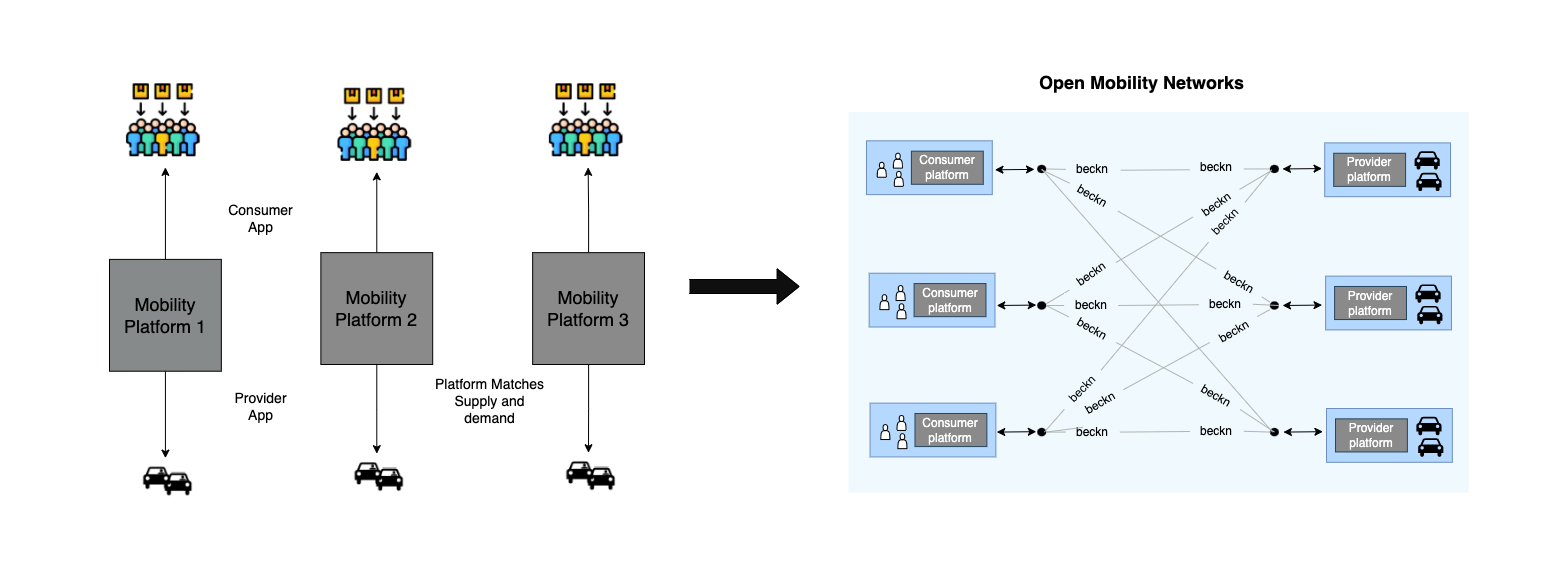 Open Mobility Networks
Consumer
App
Mobility
Platform 1
Mobility
Platform 2
Mobility
Platform 3
Provider
App
Platform Matches
Supply and
demand
Consumer
platform
beckn
beckn
Provider
platform
beckn
beckn
beckn
beckn
beckn
Consumer
platform
beckn
beckn
Provider
platform
beckn
beckn
beckn
beckn
beckn
Consumer
platform
beckn
beckn
Provider
platform